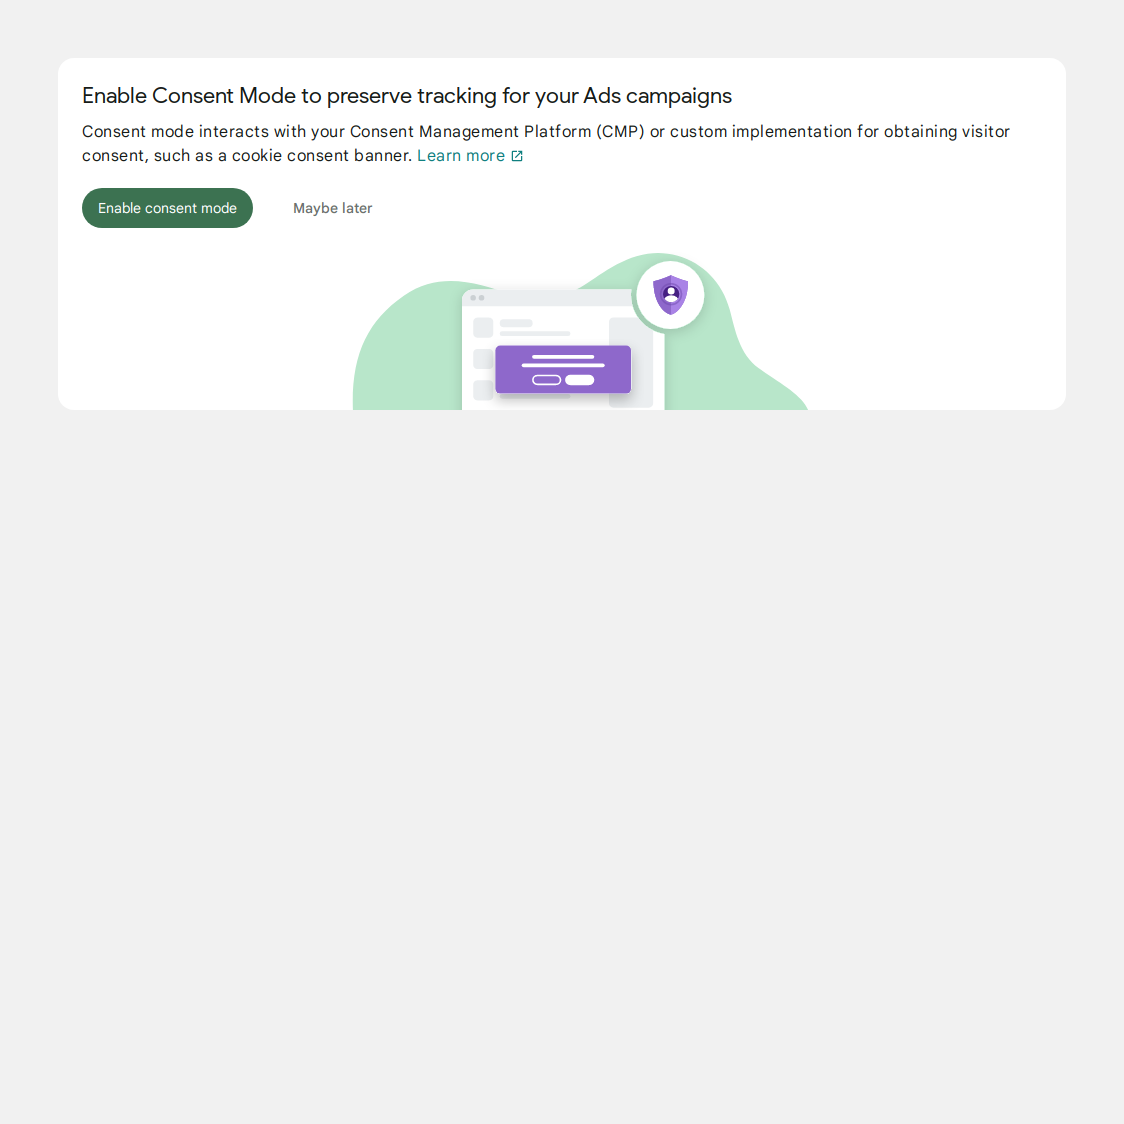 Enable Consent Mode to preserve tracking for your Ads campaigns
Consent mode interacts with your Consent Management Platform (CMP) or custom implementation for obtaining visitor
consent, such as a cookie consent banner. Learn more
Enable consent mode
Maybe later